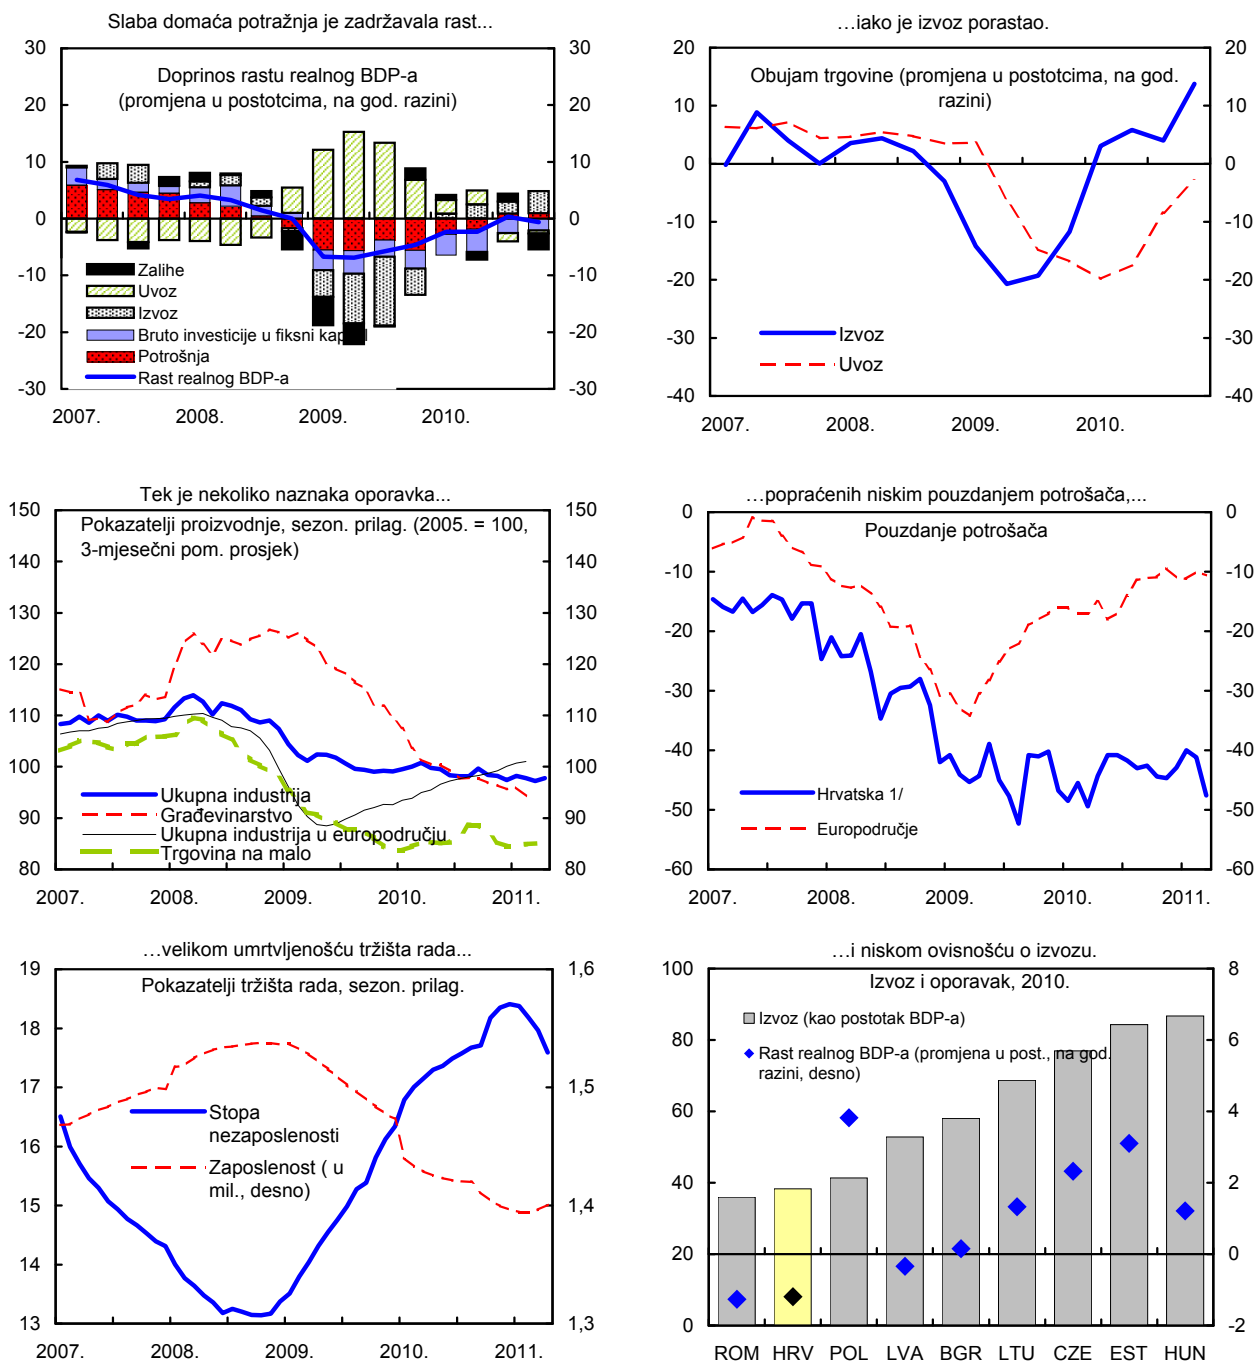 Slaba domaća potražnja je zadržavala rast...
30 30
Doprinos rastu realnog BDP-a
(promjena u postotcima, na god. razini)
20 20
10 10
0 0
-10 -10
-20 -20
-30 -30
Zalihe
Uvoz
Izvoz
Bruto investicije u fiksni kap l
Potrošnja
Rast realnog BDP-a
2007. 2008. 2009. 2010.
…iako je izvoz porastao.
20 20
Obujam trgovine (promjena u postotcima, na god.
razini)
10 10
0 0
-10 -10
-20 -20
-30 -30
-40 -40
Izvoz
Uvoz
2007. 2008. 2009. 2010.
Tek je nekoliko naznaka oporavka...
150 150
Pokazatelji proizvodnje, sezon. prilag. (2005. = 100,
3-mjesečni pom. prosjek)
140 140
130 130
120 120
110 110
100 100
90 90
80 80
Ukupna industrija
Građevinarstvo
Ukupna industrija u europodručju
Trgovina na malo
2007. 2008. 2009. 2010. 2011.
…popraćenih niskim pouzdanjem potrošača,...
0 0
Pouzdanje potrošača
-10 -10
-20 -20
-30 -30
-40 -40
-50 -50
-60 -60
Hrvatska 1/
Europodručje
2007. 2008. 2009. 2010. 2011.
…velikom umrtvljenošću tržišta rada...
19 1,6
Pokazatelji tržišta rada, sezon. prilag.
18
17 1,5
16
15 1,4
14
13 1,3
Stopa
nezaposlenosti
Zaposlenost ( u
mil., desno)
2007. 2008. 2009. 2010. 2011.
…i niskom ovisnošću o izvozu.
100 8
Izvoz i oporavak, 2010.
Izvoz (kao postotak BDP-a)
80 6
Rast realnog BDP-a (promjena u post., na god.
razini, desno)
60 4
40 2
20 0
0 -2
ROM HRV POL LVA BGR LTU CZE EST HUN